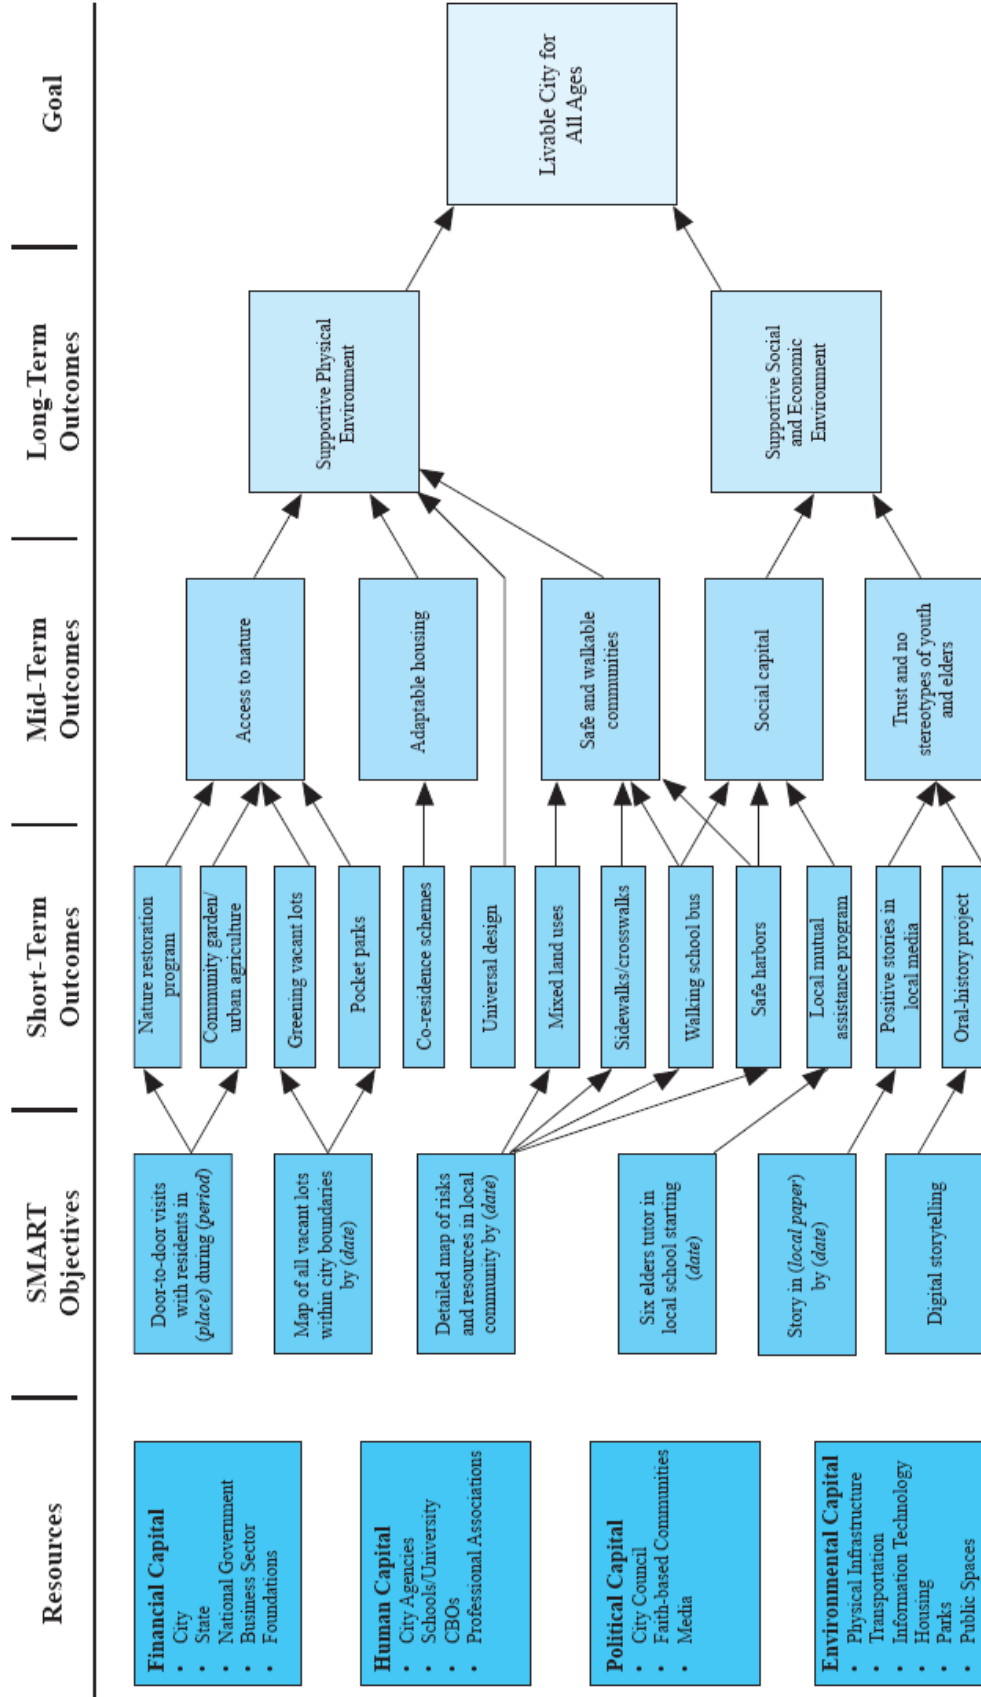 Resources
SMART
Objectives
Short-Term
Outcomes
Mid-Term
Outcomes
Long-Term
Outcomes
Goal
Financial Capital
• City
• State
• National Government
• Business Sector
• Foundations
Human Capital
• City Agencies
• Schools/University
• CBOs
• Professional Associations
Political Capital
• City Council
• Faith-based Communities
• Media
Environmental Capital
• Physical Infrastructure
• Transportation
• Information Technology
• Housing
• Parks
• Public Spaces
Door-to-door visits
with residents in
(place) during (period)
Map of all vacant lots
within city boundaries
by (date)
Detailed map of risks
and resources in local
community by (date)
Six elders tutor in
local school starting
(date)
Story in (local paper)
by (date)
Digital storytelling
Nature restoration
program
Community garden/
urban agriculture
Greening vacant lots
Pocket parks
Co-residence schemes
Universal design
Mixed land uses
Sidewalks/crosswalks
Walking school bus
Safe harbors
Local mutual
assistance program
Positive stories in
local media
Oral-history project
Access to nature
Adaptable housing
Safe and walkable
communities
Social capital
Trust and no
stereotypes of youth
and elders
Supportive Physical
Environment
Supportive Social
and Economic
Environment
Livable City for
All Ages